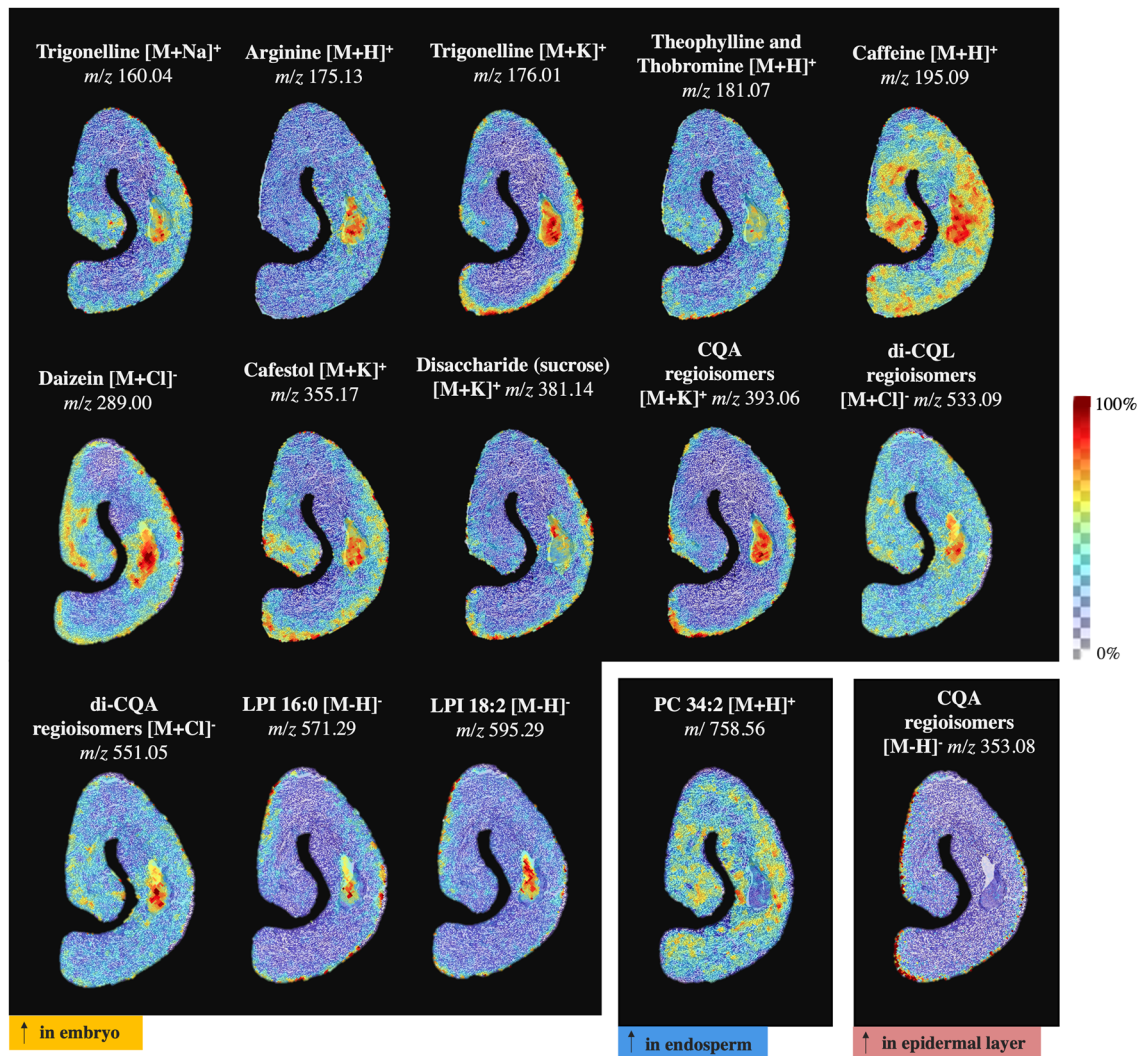 Trigonelline [M+Na]⁺
m/z 160.04
Arginine [M+H]⁺
m/z 175.13
Trigonelline [M+K]⁺
m/z 176.01
Theophylline and
Thobromine [M+H]⁺
m/z 181.07
Caffeine [M+H]⁺
m/z 195.09
Daizein [M+Cl]⁻
m/z 289.00
Cafestol [M+K]⁺
m/z 355.17
Disaccharide (sucrose)
[M+K]⁺ m/z 381.14
CQA
regioisomers
[M+K]⁺ m/z 393.06
di-CQL
regioisomers
[M+Cl]⁻ m/z 533.09
100%
0%
di-CQA
regioisomers [M+Cl]⁻
m/z 551.05
LPI 16:0 [M-H]⁻
m/z 571.29
LPI 18:2 [M-H]⁻
m/z 595.29
PC 34:2 [M+H]⁺
m/ 758.56
CQA
regioisomers
[M-H]⁻ m/z 353.08
↑ in embryo
↑ in endosperm
↑ in epidermal layer